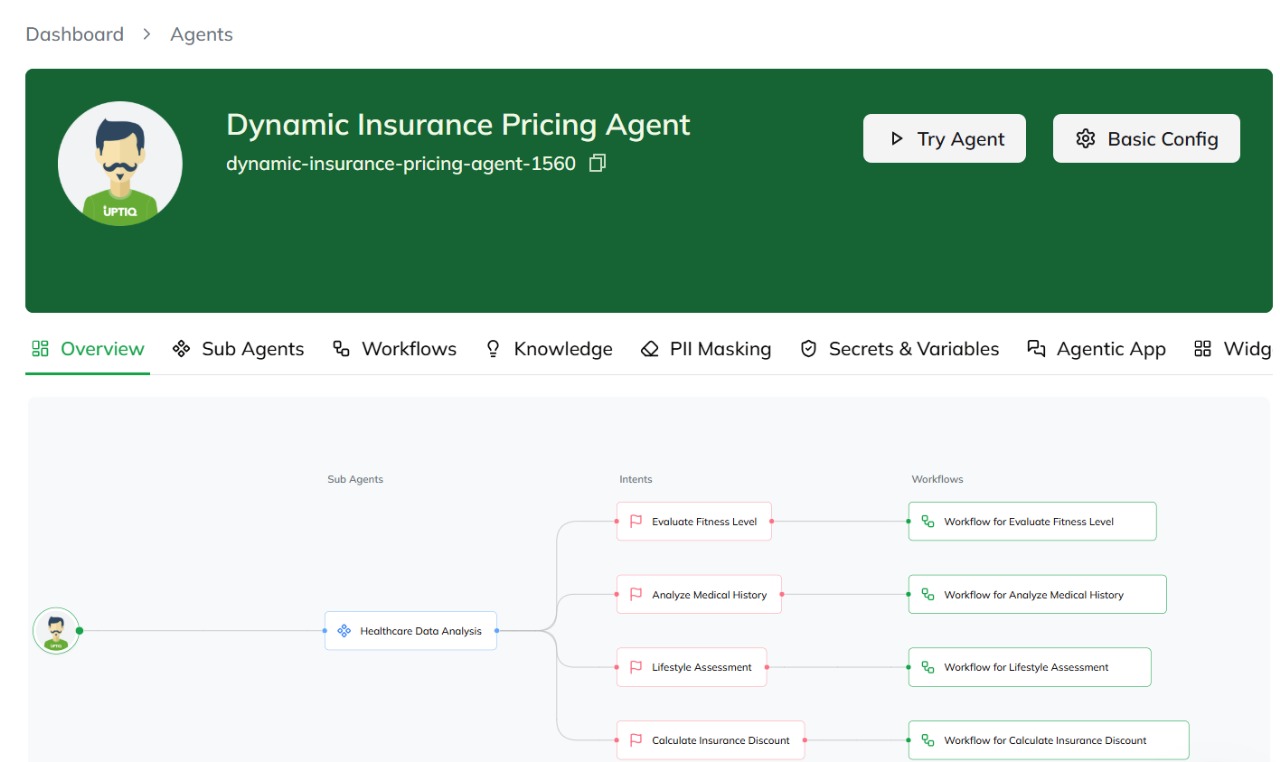 Dashboard > Agents
Dynamic Insurance Pricing Agent
dynamic-insurance-pricing-agent-1560
UPTIQ
Try Agent
Basic Config
Overview Sub Agents Workflows Knowledge PII Masking Secrets & Variables Agentic App Widg
Sub Agents Intents Workflows
Evaluate Fitness Level Workflow for Evaluate Fitness Level
Analyze Medical History Workflow for Analyze Medical History
UPTIQ Healthcare Data Analysis
Lifestyle Assessment Workflow for Lifestyle Assessment
Calculate Insurance Discount Workflow for Calculate Insurance Discount